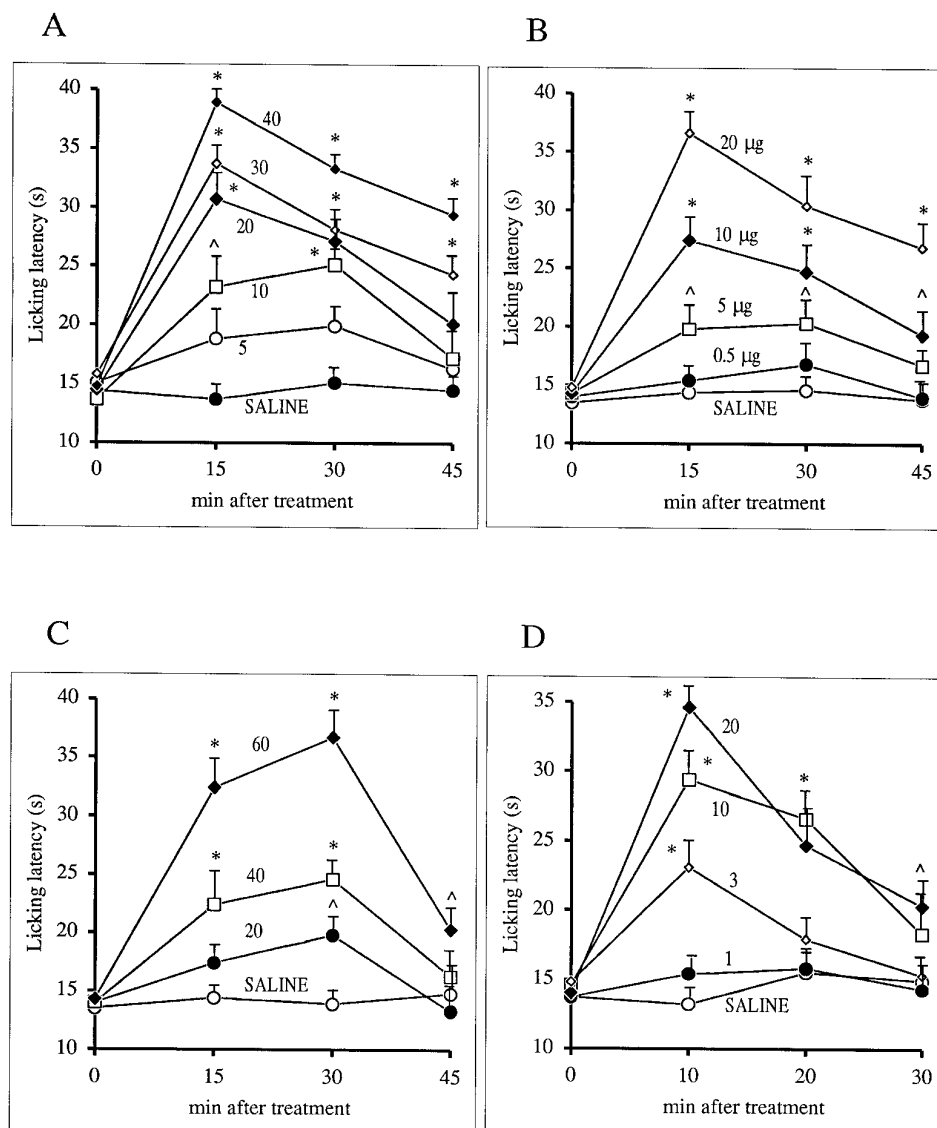 A
Licking latency (s)
40
35
30
25
20
15
10
*
40
*
*
30
*
*
*
20
^
*
*
10
5
SALINE
0 15 30 45
min after treatment
B
Licking latency (s)
40
35
30
25
20
15
10
*
20 µg
*
*
10 µg
*
*
^
^
5 µg
^
0.5 µg
SALINE
0 15 30 45
min after treatment
C
Licking latency (s)
40
35
30
25
20
15
10
*
60
*
*
40
*
^
^
20
SALINE
0 15 30 45
min after treatment
D
Licking latency (s)
35
30
25
20
15
10
*
20
*
10
*
*
3
^
1
SALINE
0 10 20 30
min after treatment